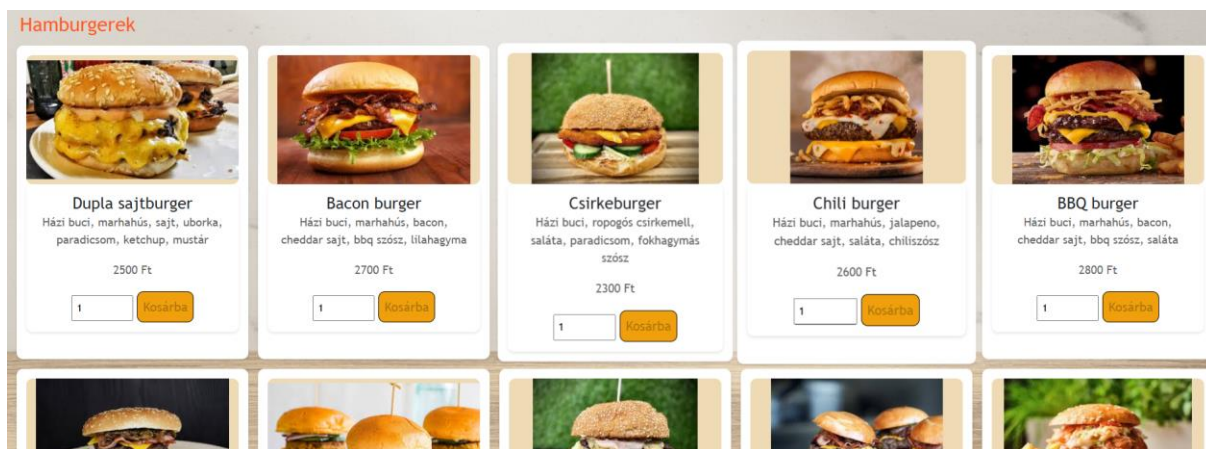 Hamburgerek
Dupla sajtburger
Házi buci, marhahús, sajt, uborka,
paradicsom, ketchup, mustár
2500 Ft
1
Kosárba
Bacon burger
Házi buci, marhahús, bacon,
cheddar sajt, bbq szósz, lilahagyma
2700 Ft
1
Kosárba
Csirkeburger
Házi buci, ropogós csirkemell,
saláta, paradicsom, fokhagymás
szósz
2300 Ft
1
Kosárba
Chili burger
Házi buci, marhahús, jalapeno,
cheddar sajt, saláta, chiliszósz
2600 Ft
1
Kosárba
BBQ burger
Házi buci, marhahús, bacon,
cheddar sajt, bbq szósz, saláta
2800 Ft
1
Kosárba